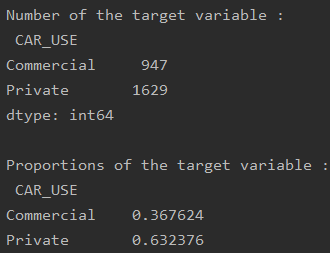 Number of the target variable :
 CAR_USE
Commercial     947
Private       1629
dtype: int64

Proportions of the target variable :
 CAR_USE
Commercial    0.367624
Private       0.632376